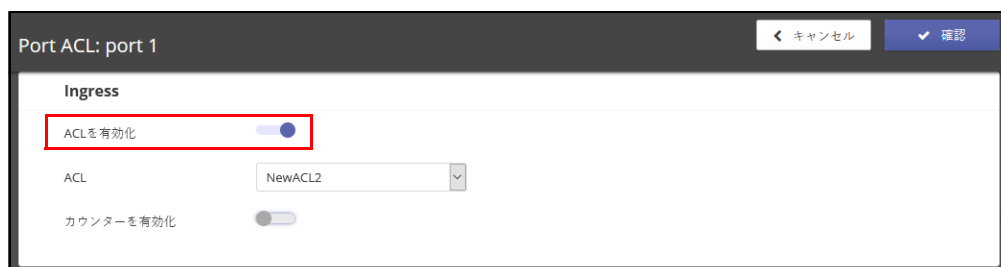 Port ACL: port 1
キャンセル
確認
Ingress
ACLを有効化
ACL
NewACL2
カウンターを有効化